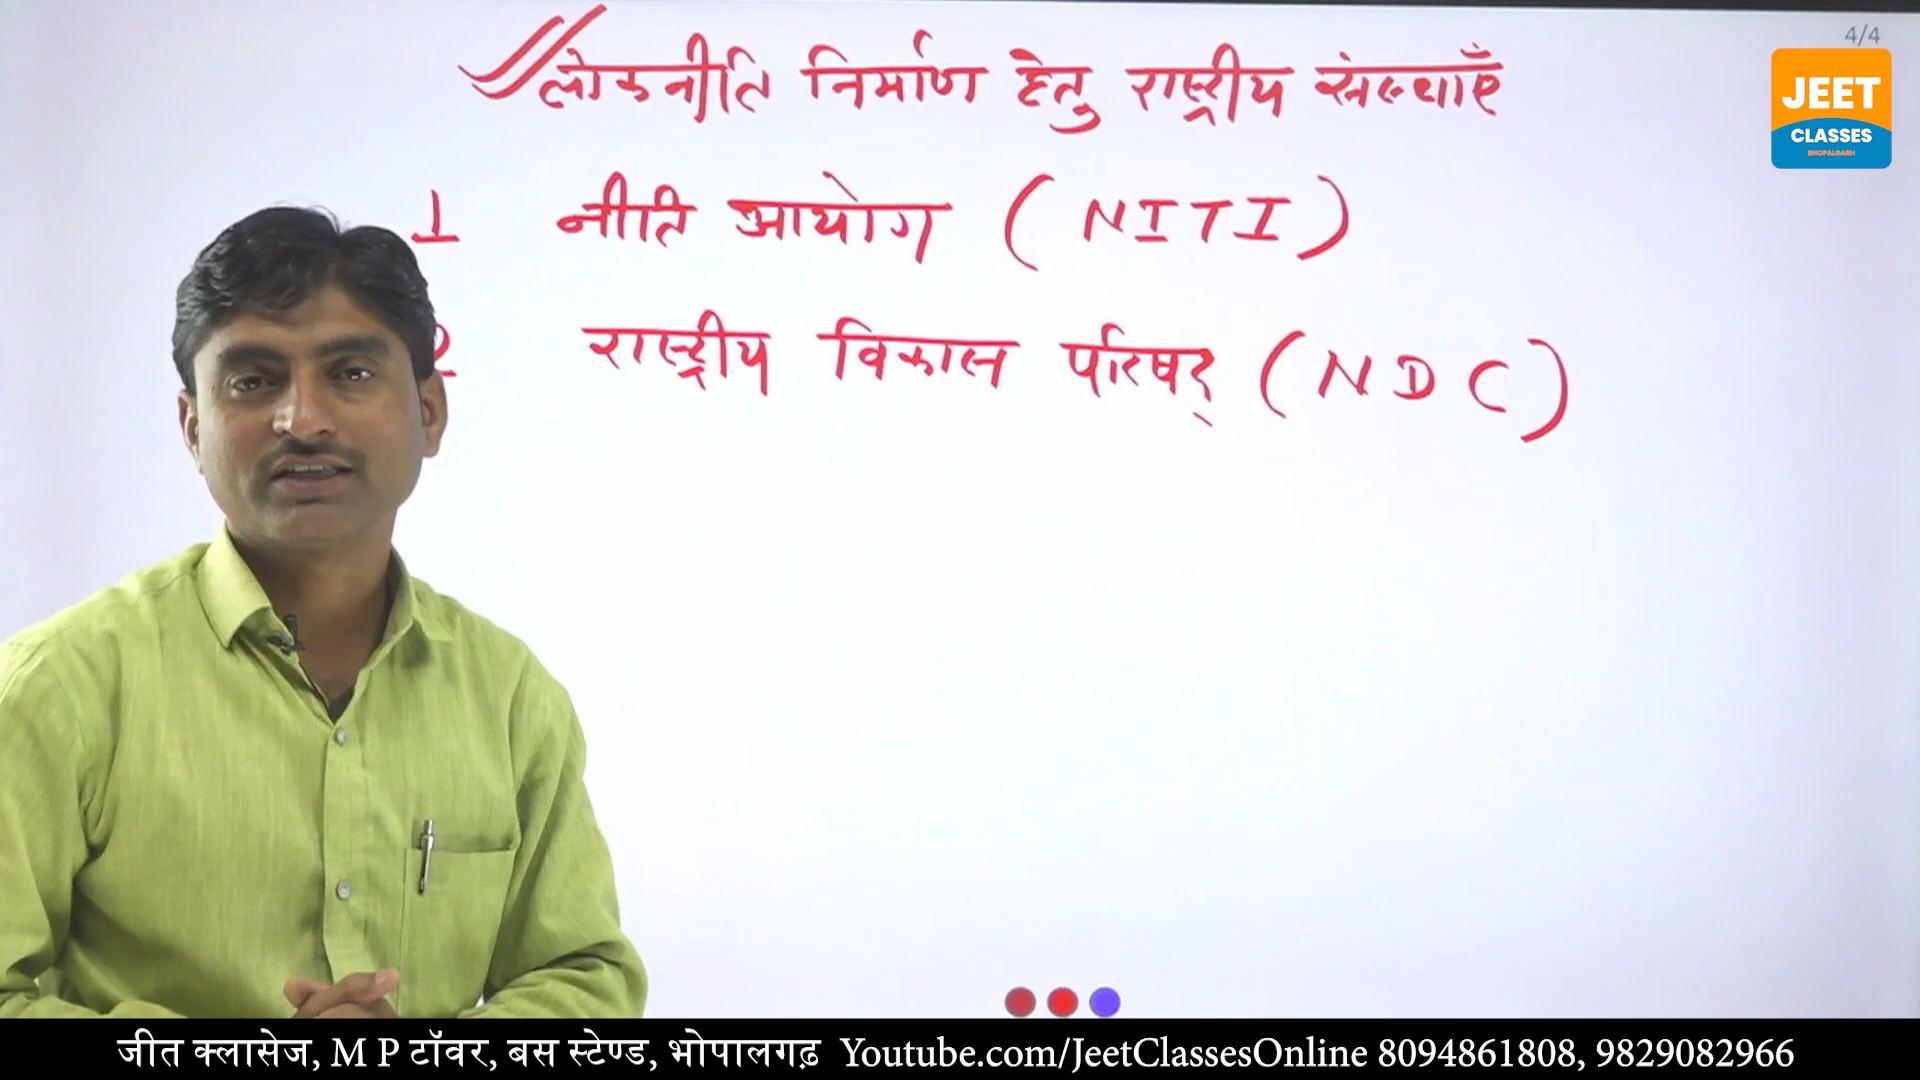 4/4
लोकनीति निर्माण हेतु राष्ट्रीय संस्थाएँ
JEET
CLASSES
BHOPALGARH
1 नीति आयोग (NITI)
2 राष्ट्रीय विकास परिषद् (NDC)
जीत क्लासेज, M P टॉवर, बस स्टेण्ड, भोपालगढ़ Youtube.com/JeetClassesOnline 8094861808, 9829082966